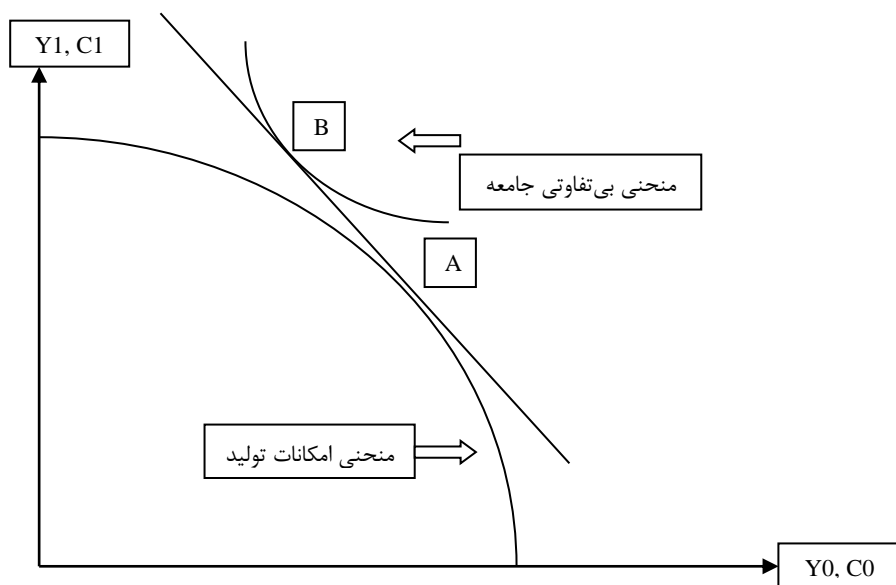 Y1, C1
B
منحنی بی‌تفاوتی جامعه
A
منحنی امکانات تولید
Y0, C0